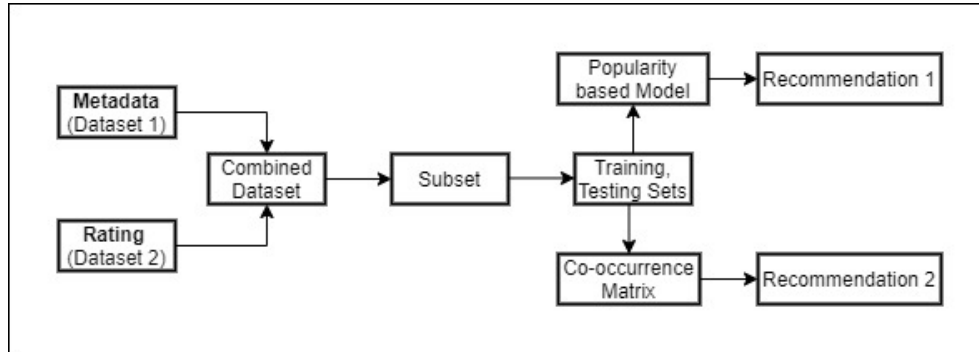 Metadata
(Dataset 1)
Rating
(Dataset 2)
Combined
Dataset
Subset
Training,
Testing Sets
Popularity
based Model
Recommendation 1
Co-occurrence
Matrix
Recommendation 2